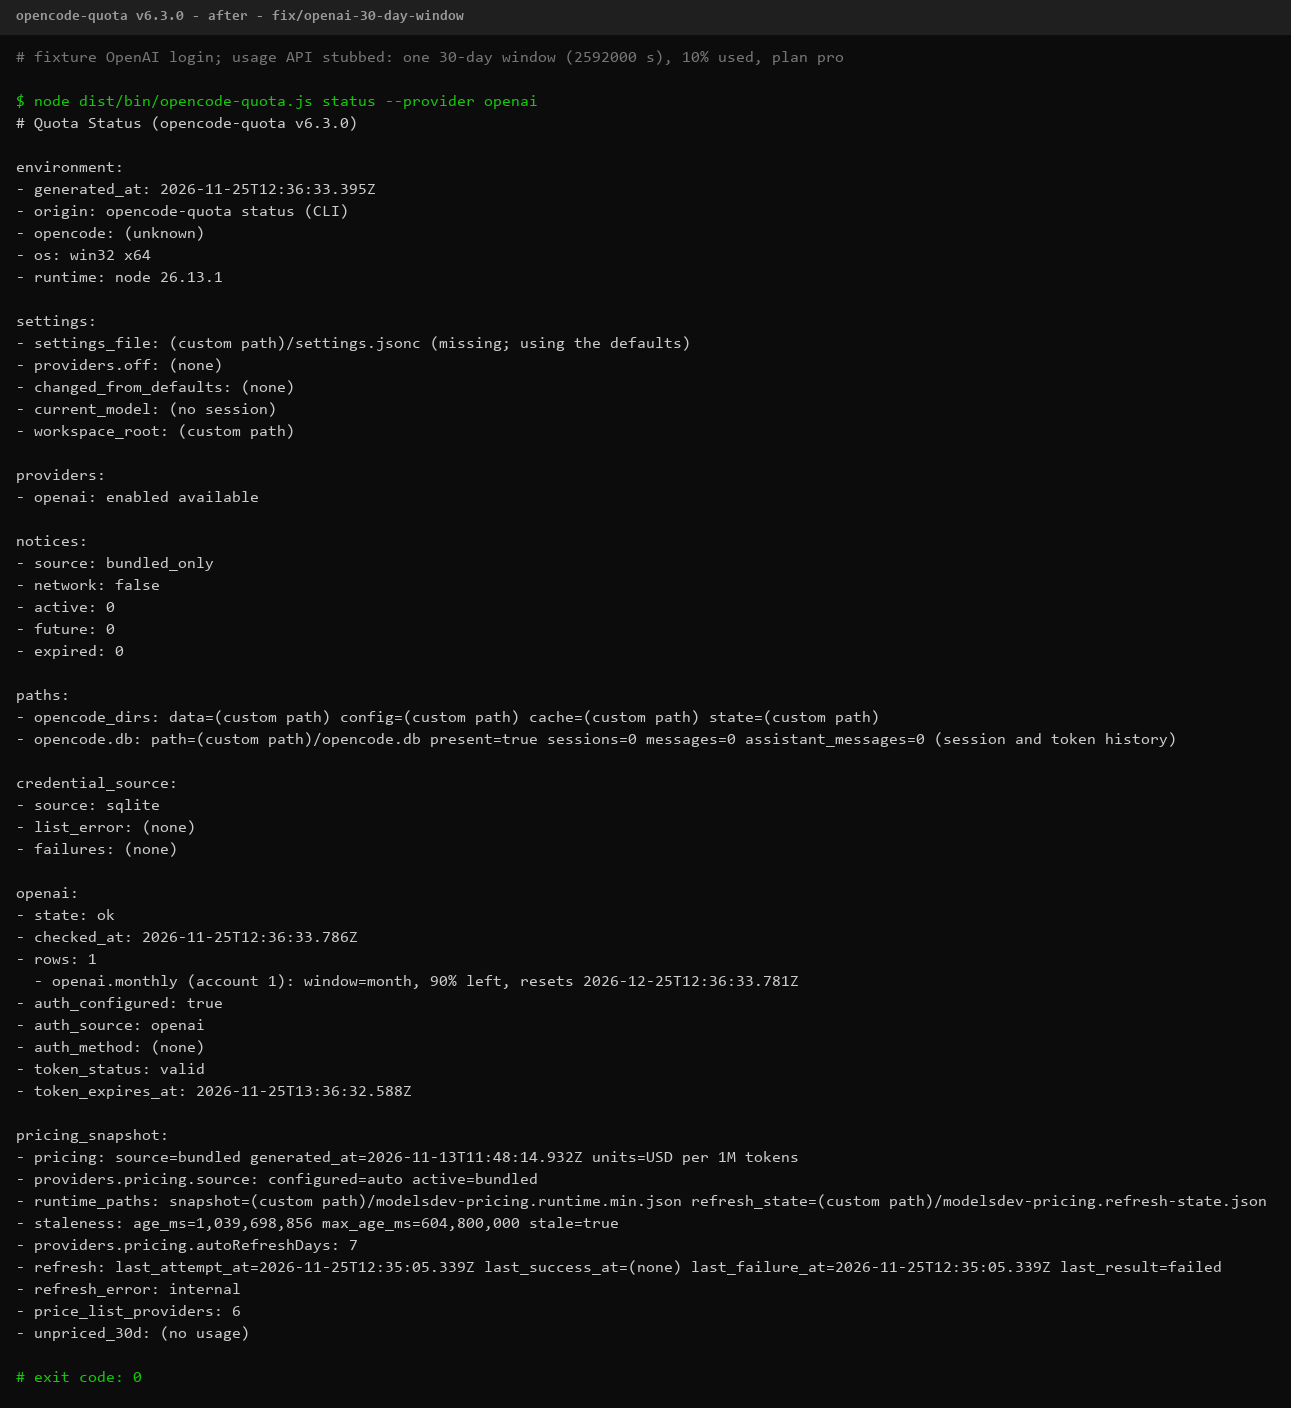 opencode-quota v6.3.0 - after - fix/openai-30-day-window
# fixture OpenAI login; usage API stubbed: one 30-day window (2592000 s), 10% used, plan pro
$ node dist/bin/opencode-quota.js status --provider openai
# Quota Status (opencode-quota v6.3.0)
environment:
- generated_at: 2026-11-25T12:36:33.395Z
- origin: opencode-quota status (CLI)
- opencode: (unknown)
- os: win32 x64
- runtime: node 26.13.1
settings:
- settings_file: (custom path)/settings.jsonc (missing; using the defaults)
- providers.off: (none)
- changed_from_defaults: (none)
- current_model: (no session)
- workspace_root: (custom path)
providers:
- openai: enabled available
notices:
- source: bundled_only
- network: false
- active: 0
- future: 0
- expired: 0
paths:
- opencode_dirs: data=(custom path) config=(custom path) cache=(custom path) state=(custom path)
- opencode.db: path=(custom path)/opencode.db present=true sessions=0 messages=0 assistant_messages=0 (session and token history)
credential_source:
- source: sqlite
- list_error: (none)
- failures: (none)
openai:
- state: ok
- checked_at: 2026-11-25T12:36:33.786Z
- rows: 1
  - openai.monthly (account 1): window=month, 90% left, resets 2026-12-25T12:36:33.781Z
- auth_configured: true
- auth_source: openai
- auth_method: (none)
- token_status: valid
- token_expires_at: 2026-11-25T13:36:32.588Z
pricing_snapshot:
- pricing: source=bundled generated_at=2026-11-13T11:48:14.932Z units=USD per 1M tokens
- providers.pricing.source: configured=auto active=bundled
- runtime_paths: snapshot=(custom path)/modelsdev-pricing.runtime.min.json refresh_state=(custom path)/modelsdev-pricing.refresh-state.json
- staleness: age_ms=1,039,698,856 max_age_ms=604,800,000 stale=true
- providers.pricing.autoRefreshDays: 7
- refresh: last_attempt_at=2026-11-25T12:35:05.339Z last_success_at=(none) last_failure_at=2026-11-25T12:35:05.339Z last_result=failed
- refresh_error: internal
- price_list_providers: 6
- unpriced_30d: (no usage)
# exit code: 0